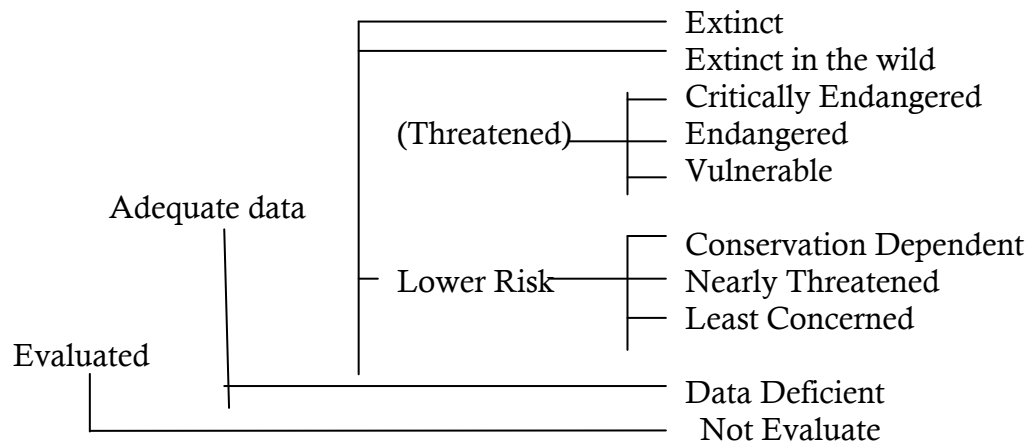 Extinct
Extinct in the wild
Critically Endangered
(Threatened)
Endangered
Vulnerable
Adequate data
Conservation Dependent
Lower Risk
Nearly Threatened
Least Concerned
Evaluated
Data Deficient
Not Evaluate